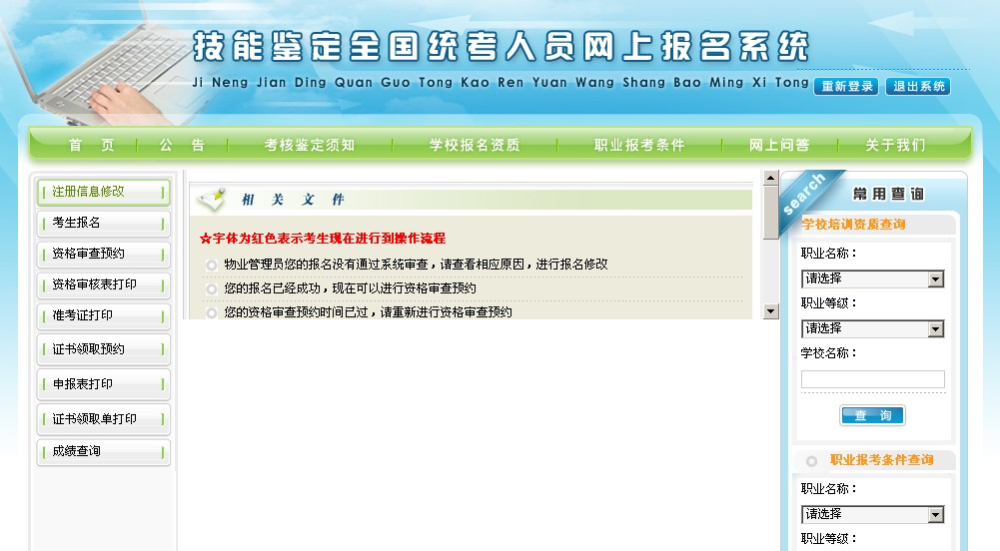 技能鉴定全国统考人员网上报名系统
Ji Neng Jian Ding Quan Guo Tong Kao Ren Yuan Wang Shang Bao Ming Xi Tong
重新登录 退出系统
首 页 公 告 考核鉴定须知 学校报名资质 职业报考条件 网上问答 关于我们
注册信息修改
考生报名
资格审查预约
资格审核表打印
准考证打印
证书领取预约
申报表打印
证书领取单打印
成绩查询
相 关 文 件
☆字体为红色表示考生现在进行到操作流程
物业管理员您的报名没有通过系统审查，请查看相应原因，进行报名修改
您的报名已经成功，现在可以进行资格审查预约
您的资格审查预约时间已过，请重新进行资格审查预约
search
常用查询
学校培训资质查询
职业名称：
请选择
职业等级：
请选择
学校名称：
查 询
职业报考条件查询
职业名称：
请选择
职业等级：